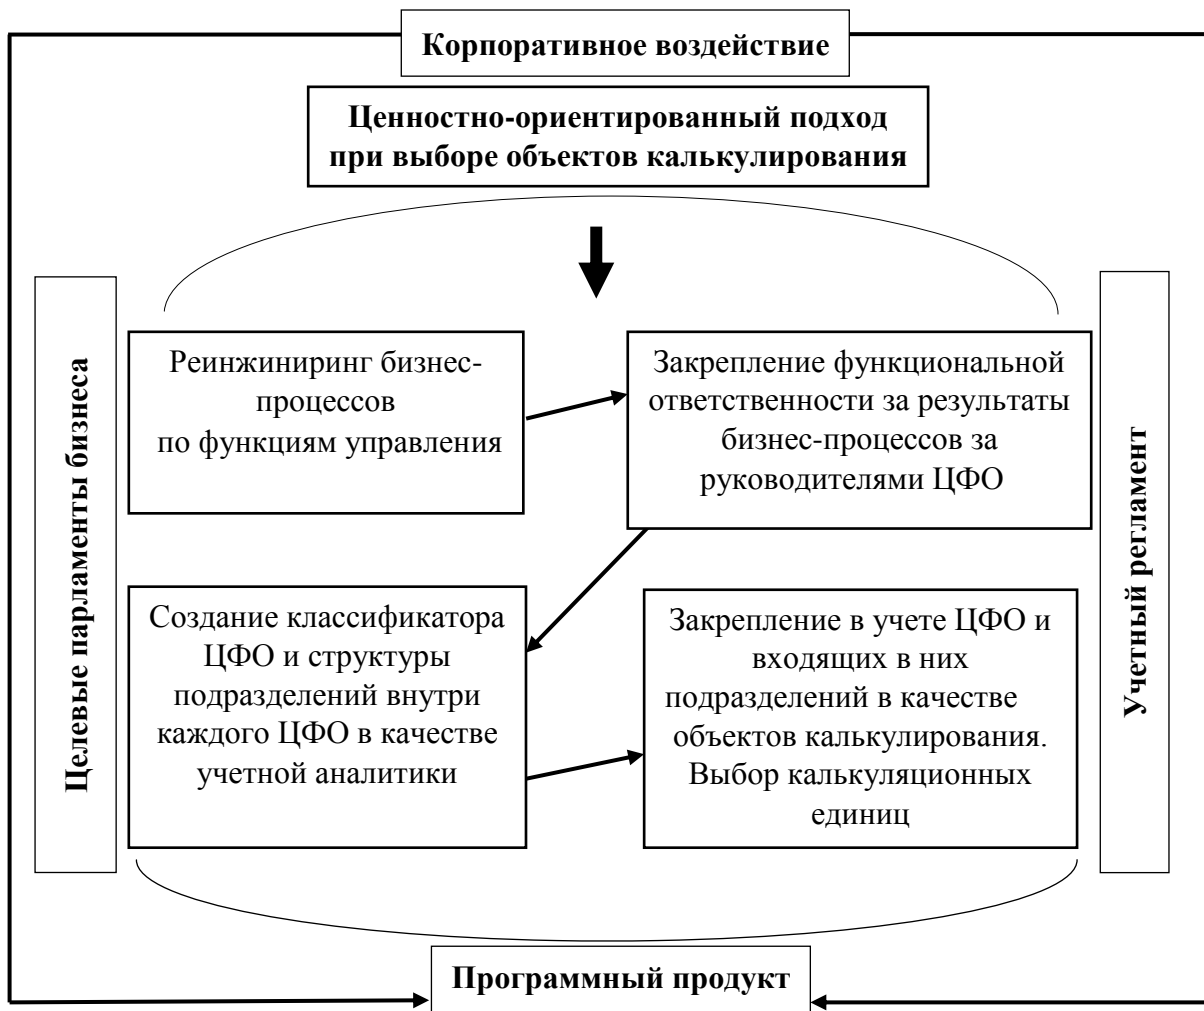 Корпоративное воздействие
Ценностно-ориентированный подход
при выборе объектов калькулирования
Целевые парламенты бизнеса
Реинжиниринг бизнес-
процессов
по функциям управления
Закрепление функциональной
ответственности за результаты
бизнес-процессов за
руководителями ЦФО
Создание классификатора
ЦФО и структуры
подразделений внутри
каждого ЦФО в качестве
учетной аналитики
Закрепление в учете ЦФО и
входящих в них
подразделений в качестве
объектов калькулирования.
Выбор калькуляционных
единиц
Учетный регламент
Программный продукт